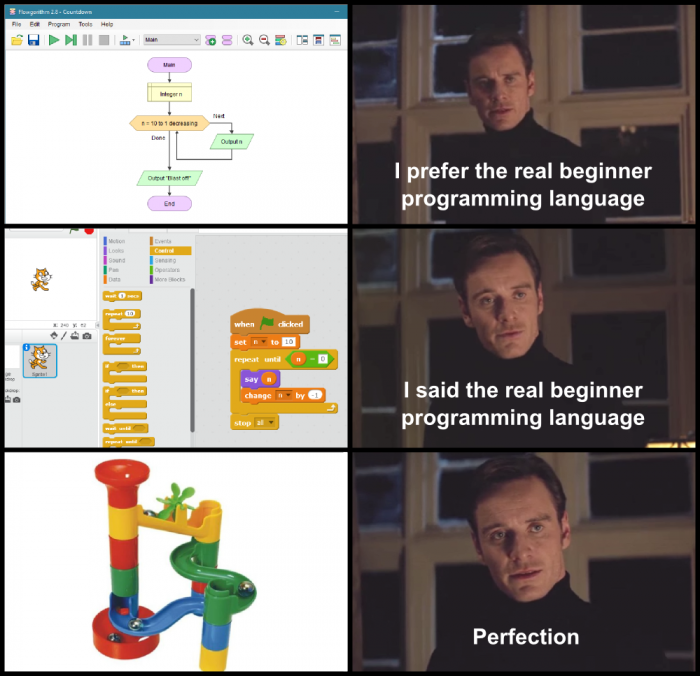 Flowgorithm 2.0 - Countdown
File Edit Program Tools Help
Main
Main
Integer n
n = 10 to 1 decreasing
Next
Done
Output n
Output "Blast off!"
End
I prefer the real beginner
programming language
Motion
Events
Looks
Control
Sound
Sensing
Pen
Operators
Data
More Blocks
wait 1 secs
repeat 10
forever
if then
if then
else
wait until
repeat until
Sprite1
when clicked
set n to 10
repeat until n = 0
say n
change n by -1
stop all
I said the real beginner
programming language
Perfection